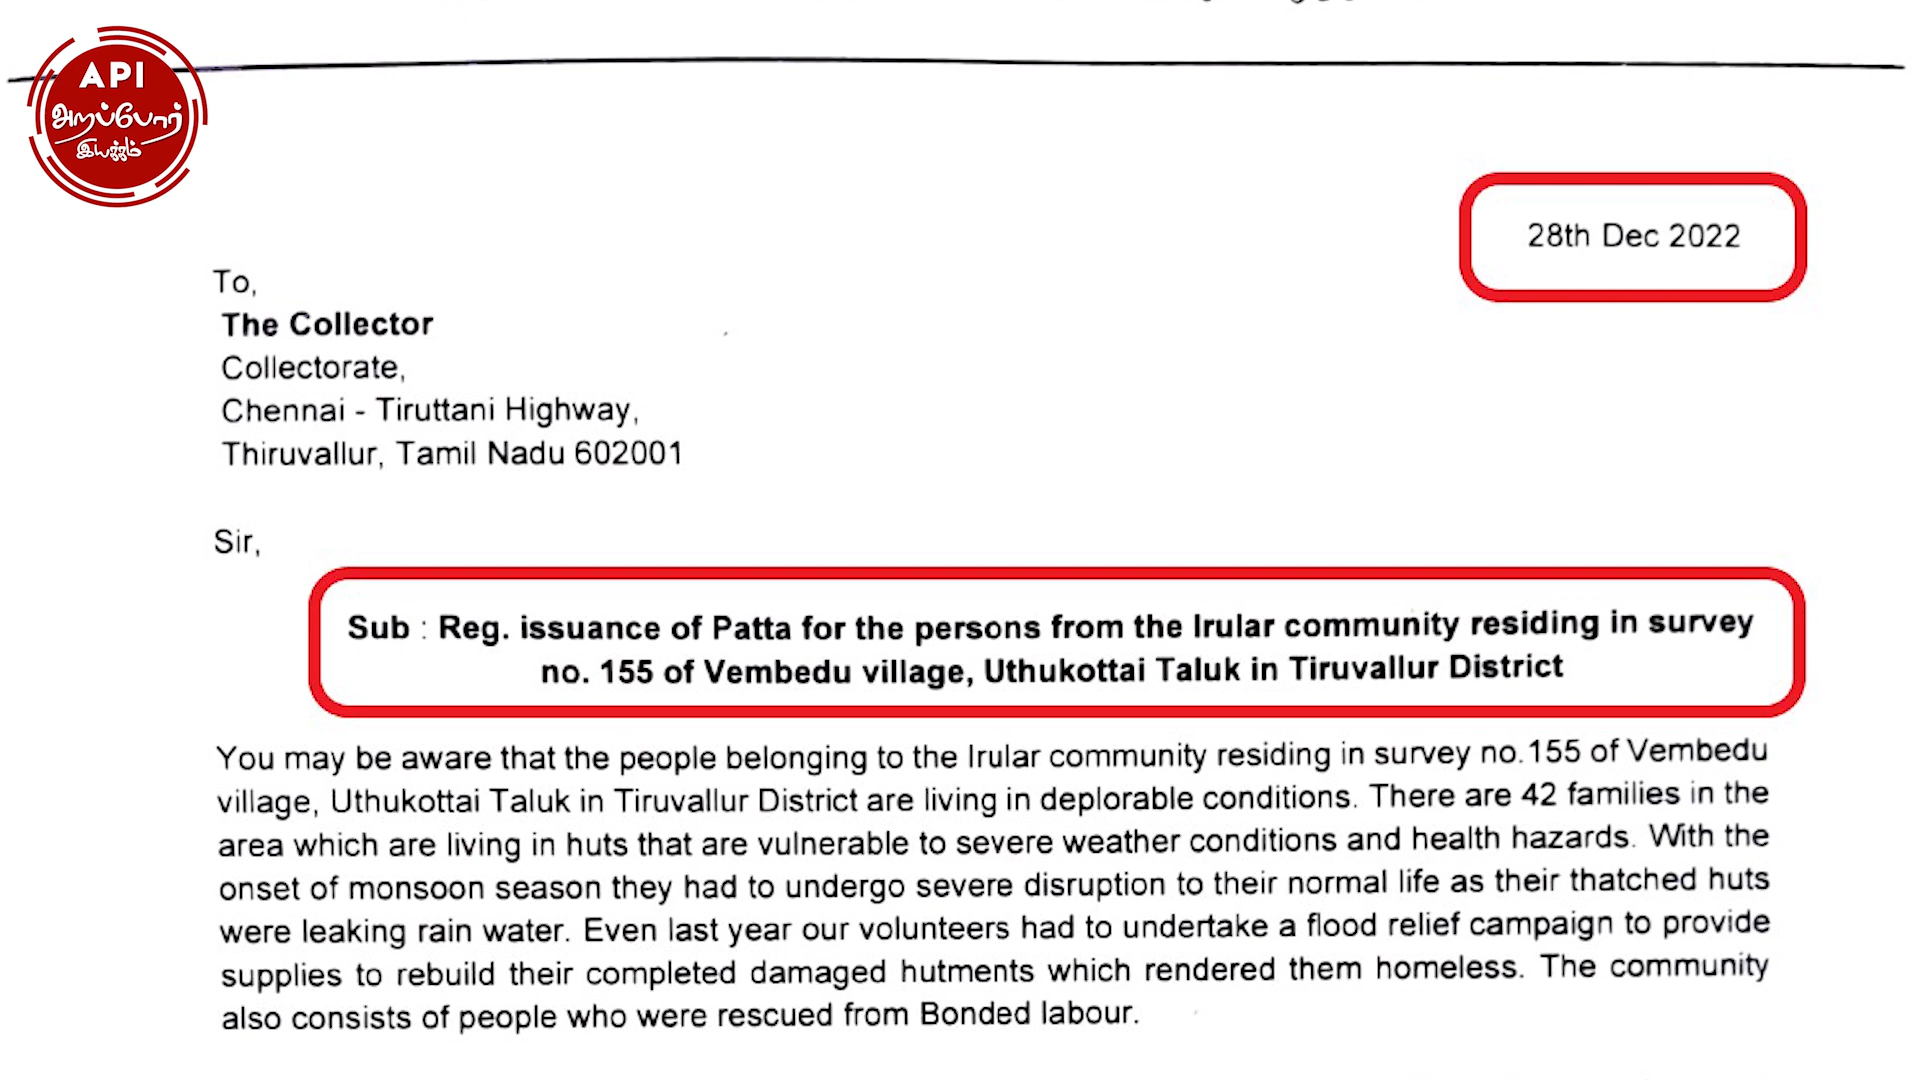 API
அறப்போர்
இயக்கம்
28th Dec 2022
To,
The Collector
Collectorate,
Chennai - Tiruttani Highway,
Thiruvallur, Tamil Nadu 602001
Sir,
Sub : Reg. issuance of Patta for the persons from the Irular community residing in survey
no. 155 of Vembedu village, Uthukottai Taluk in Tiruvallur District
You may be aware that the people belonging to the Irular community residing in survey no.155 of Vembedu
village, Uthukottai Taluk in Tiruvallur District are living in deplorable conditions. There are 42 families in the
area which are living in huts that are vulnerable to severe weather conditions and health hazards. With the
onset of monsoon season they had to undergo severe disruption to their normal life as their thatched huts
were leaking rain water. Even last year our volunteers had to undertake a flood relief campaign to provide
supplies to rebuild their completed damaged hutments which rendered them homeless. The community
also consists of people who were rescued from Bonded labour.